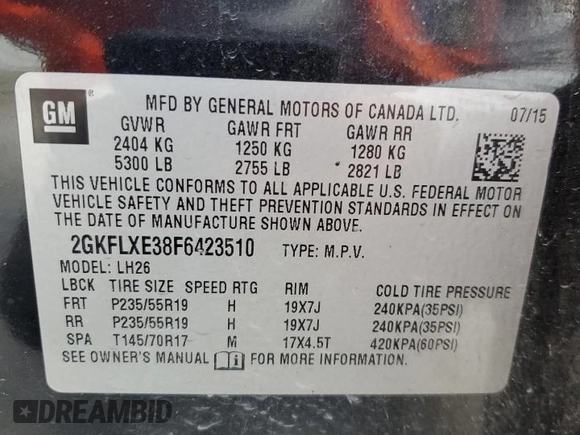 GM®
MFD BY GENERAL MOTORS OF CANADA LTD. 07/15
GVWR GAWR FRT GAWR RR
2404 KG 1250 KG 1280 KG
5300 LB 2755 LB 2821 LB
THIS VEHICLE CONFORMS TO ALL APPLICABLE U.S. FEDERAL MOTOR
VEHICLE SAFETY AND THEFT PREVENTION STANDARDS IN EFFECT ON
THE DATE OF MANUFACTURE SHOWN ABOVE.
2GKFLXE38F6423510 TYPE: M.P.V.
MODEL: LH26
LBCK TIRE SIZE SPEED RTG RIM COLD TIRE PRESSURE
FRT P235/55R19 H 19X7J 240KPA(35PSI)
RR P235/55R19 H 19X7J 240KPA(35PSI)
SPA T145/70R17 M 17X4.5T 420KPA(60PSI)
SEE OWNER'S MANUAL i FOR MORE INFORMATION.
DREAMBID